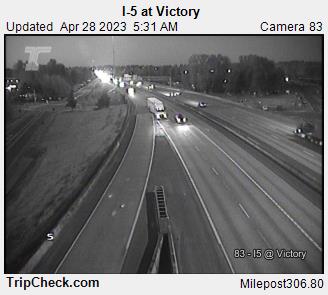 I-5 at Victory
Updated Apr 28 2023 5:31 AM Camera 83
T
S
83 - I5 @ Victory
TripCheck.com Milepost306.80